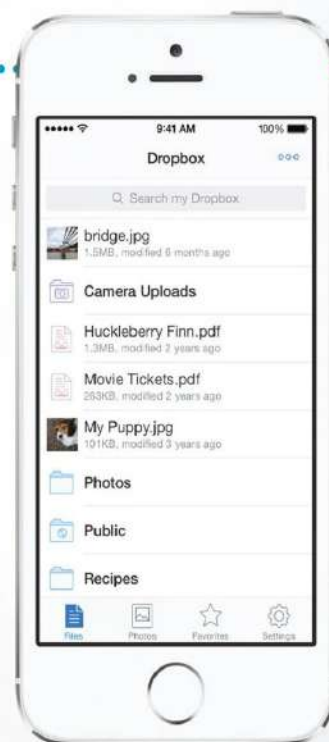 9:41 AM
100%
Dropbox
Search my Dropbox
bridge.jpg
1.5MB, modified 6 months ago
Camera Uploads
Huckleberry Finn.pdf
1.3MB, modified 2 years ago
Movie Tickets.pdf
263KB, modified 2 years ago
My Puppy.jpg
101KB, modified 3 years ago
Photos
Public
Recipes
Files
Photos
Favorites
Settings